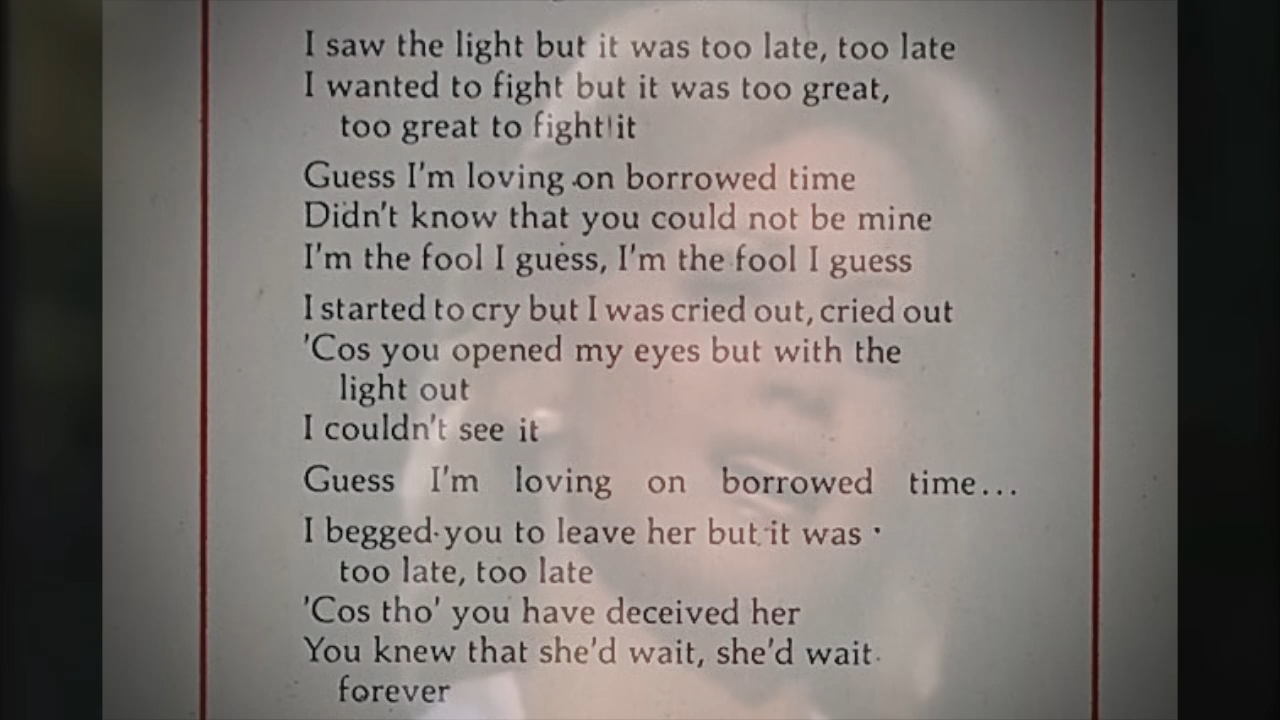 I saw the light but it was too late, too late
I wanted to fight but it was too great,
too great to fight it
Guess I'm loving on borrowed time
Didn't know that you could not be mine
I'm the fool I guess, I'm the fool I guess
I started to cry but I was cried out, cried out
'Cos you opened my eyes but with the
light out
I couldn't see it
Guess I'm loving on borrowed time...
I begged you to leave her but it was
too late, too late
'Cos tho' you have deceived her
You knew that she'd wait, she'd wait
forever